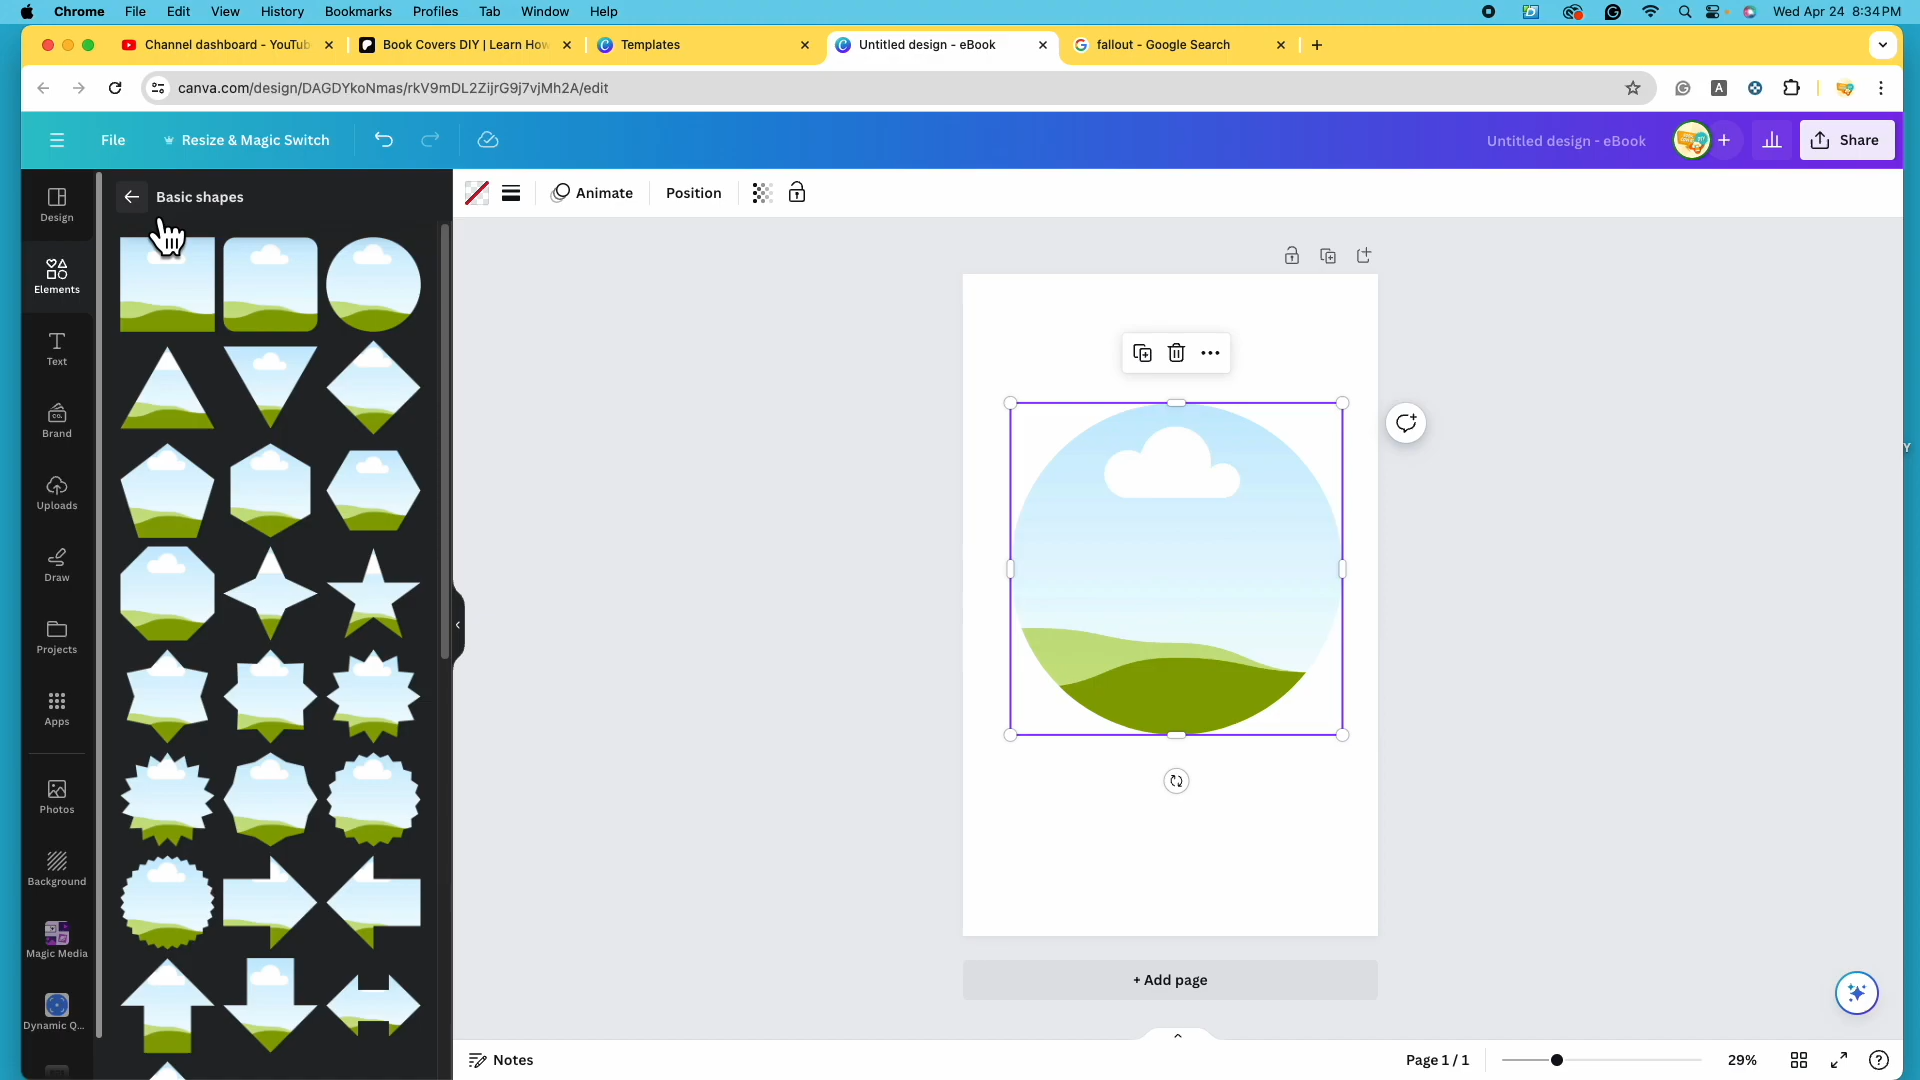 Chrome File Edit View History Bookmarks Profiles Tab Window Help Wed Apr 24 8:34 PM
Channel dashboard - YouTub Book Covers DIY | Learn How Templates Untitled design - eBook fallout - Google Search
canva.com/design/DAGDYkoNmas/rkV9mDL2ZijrG9j7vjMh2A/edit
File Resize & Magic Switch Untitled design - eBook Share
Basic shapes Animate Position
Design
Elements
Text
Brand
Uploads
Draw
Projects
Apps
Photos
Background
Magic Media
Dynamic Q...
+ Add page
Notes Page 1 / 1 29%